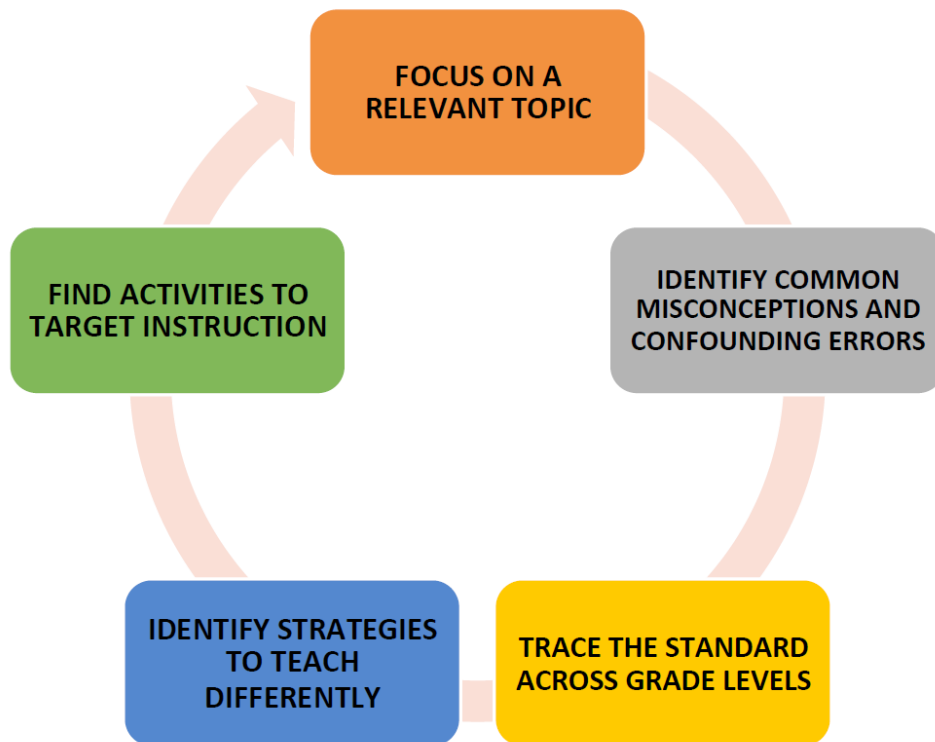 FOCUS ON A
RELEVANT TOPIC
IDENTIFY COMMON
MISCONCEPTIONS AND
CONFOUNDING ERRORS
TRACE THE STANDARD
ACROSS GRADE LEVELS
IDENTIFY STRATEGIES
TO TEACH
DIFFERENTLY
FIND ACTIVITIES TO
TARGET INSTRUCTION